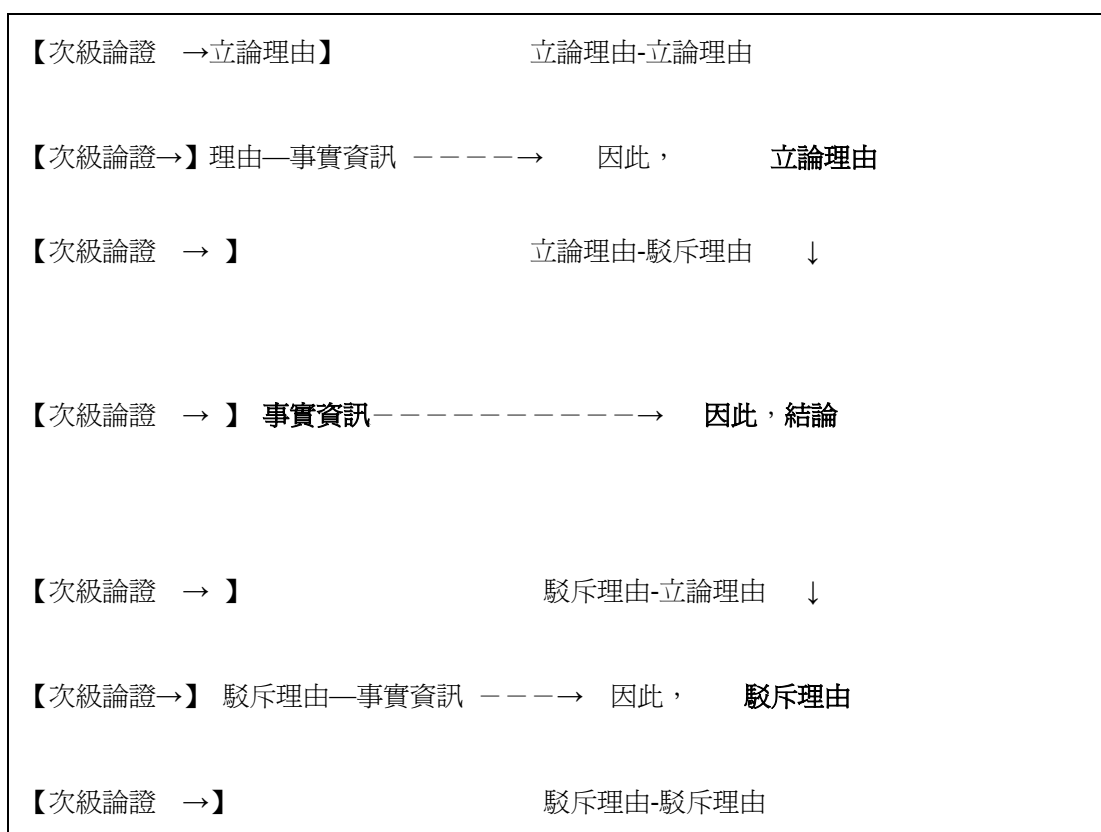 【次級論證　→立論理由】　立論理由-立論理由
【次級論證→】理由—事實資訊 －－－－→　因此，　立論理由
【次級論證　→ 】　立論理由-駁斥理由　↓
【次級論證　→ 】 事實資訊－－－－－－－－－－→　因此，結論
【次級論證　→ 】　駁斥理由-立論理由　↓
【次級論證→】 駁斥理由—事實資訊 －－－→　因此，　駁斥理由
【次級論證　→】　駁斥理由-駁斥理由